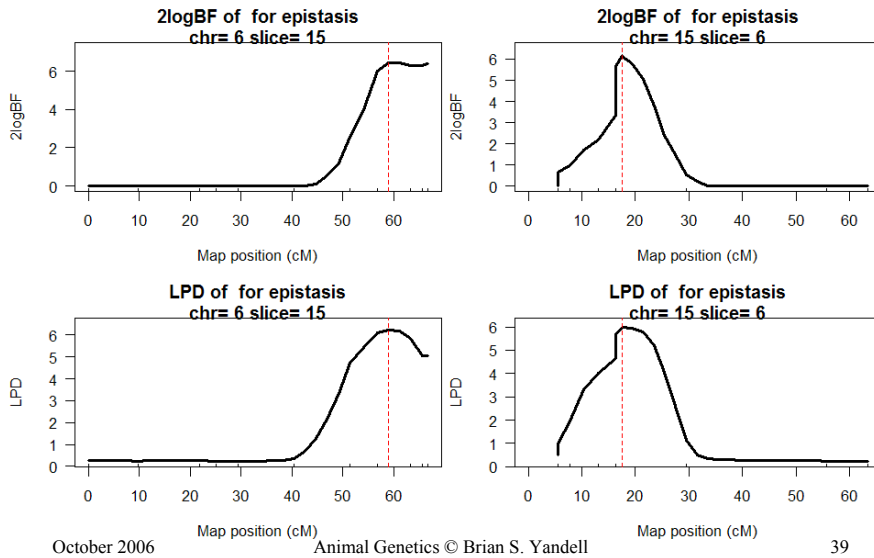 2logBF of  for epistasis
chr= 6 slice= 15
2logBF
6
4
2
0
0 10 20 30 40 50 60
Map position (cM)
2logBF of  for epistasis
chr= 15 slice= 6
2logBF
6
5
4
3
2
1
0
10 20 30 40 50 60
Map position (cM)
LPD of  for epistasis
chr= 6 slice= 15
LPD
6
5
4
3
2
1
0
0 10 20 30 40 50 60
Map position (cM)
LPD of  for epistasis
chr= 15 slice= 6
LPD
6
5
4
3
2
1
0
10 20 30 40 50 60
Map position (cM)
October 2006 Animal Genetics © Brian S. Yandell 39